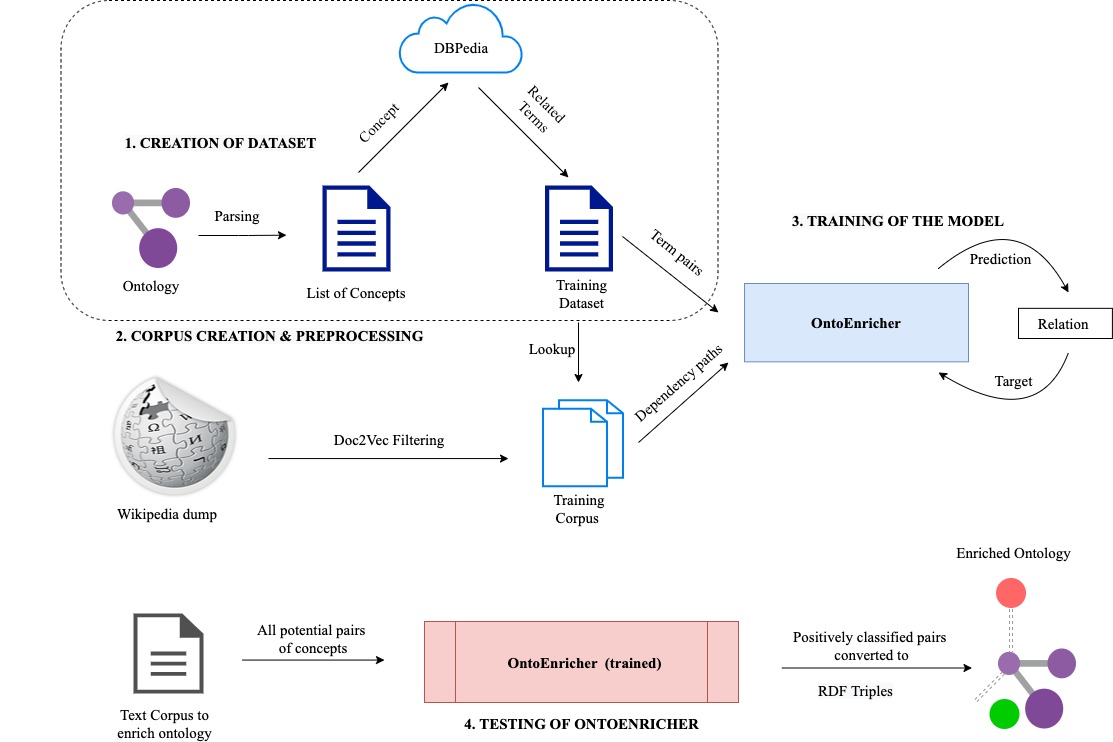 DBPedia
Concept
Related
Terms
1. CREATION OF DATASET
Parsing
Ontology
List of Concepts
Training
Dataset
Term pairs
3. TRAINING OF THE MODEL
Prediction
OntoEnricher
Relation
Target
2. CORPUS CREATION & PREPROCESSING
Lookup
Dependency paths
Doc2Vec Filtering
Wikipedia dump
Training
Corpus
Enriched Ontology
All potential pairs
of concepts
OntoEnricher (trained)
Positively classified pairs
converted to
RDF Triples
Text Corpus to
enrich ontology
4. TESTING OF ONTOENRICHER